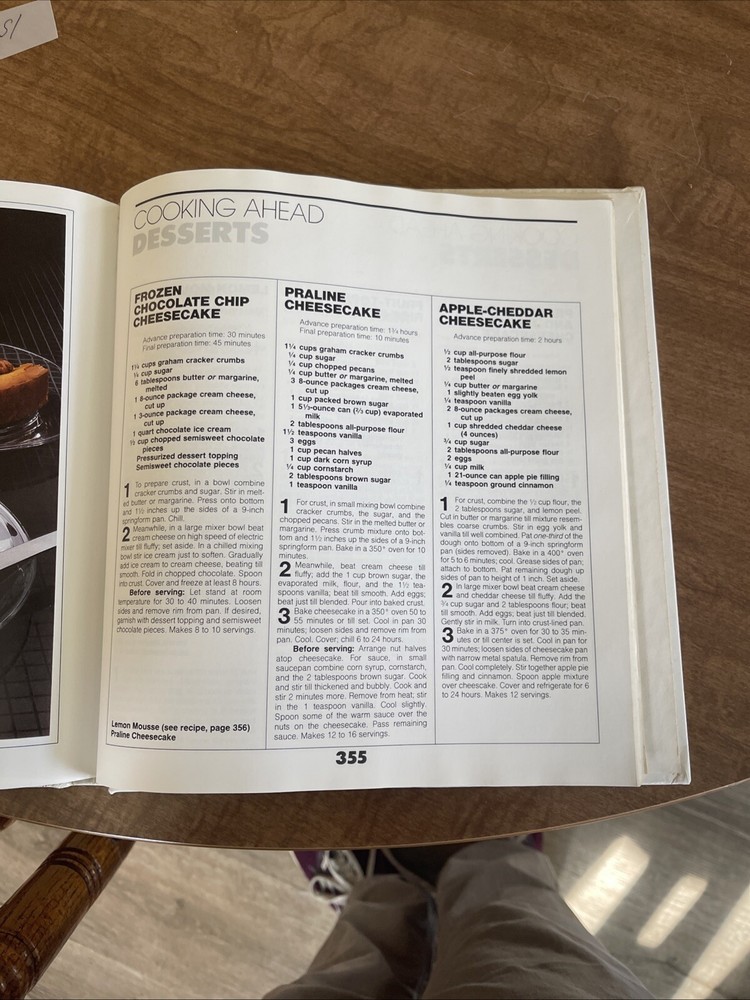 COOKING AHEAD
DESSERTS
FROZEN
CHOCOLATE CHIP
CHEESECAKE
Advance preparation time: 30 minutes
Final preparation time: 45 minutes
1¼ cups graham cracker crumbs
¼ cup sugar
6 tablespoons butter or margarine,
melted
1 8-ounce package cream cheese,
cut up
1 3-ounce package cream cheese,
cut up
1 quart chocolate ice cream
½ cup chopped semisweet chocolate
pieces
Pressurized dessert topping
Semisweet chocolate pieces
1 To prepare crust, in a bowl combine
cracker crumbs and sugar. Stir in melt-
ed butter or margarine. Press onto bottom
and 1½ inches up the sides of a 9-inch
springform pan. Chill.
2 Meanwhile, in a large mixer bowl beat
cream cheese on high speed of electric
mixer till fluffy; set aside. In a chilled mixing
bowl stir ice cream just to soften. Gradually
add ice cream to cream cheese, beating till
smooth. Fold in chopped chocolate. Spoon
into crust. Cover and freeze at least 8 hours.
Before serving: Let stand at room
temperature for 30 to 40 minutes. Loosen
sides and remove rim from pan. If desired,
garnish with dessert topping and semisweet
chocolate pieces. Makes 8 to 10 servings.
Lemon Mousse (see recipe, page 356)
Praline Cheesecake
PRALINE
CHEESECAKE
Advance preparation time: 1¾ hours
Final preparation time: 10 minutes
1¼ cups graham cracker crumbs
¼ cup sugar
¼ cup chopped pecans
¼ cup butter or margarine, melted
3 8-ounce packages cream cheese,
cut up
1 cup packed brown sugar
1 5⅓-ounce can (⅔ cup) evaporated
milk
2 tablespoons all-purpose flour
1½ teaspoons vanilla
3 eggs
1 cup pecan halves
1 cup dark corn syrup
¼ cup cornstarch
2 tablespoons brown sugar
1 teaspoon vanilla
1 For crust, in small mixing bowl combine
cracker crumbs, the sugar, and the
chopped pecans. Stir in the melted butter or
margarine. Press crumb mixture onto bot-
tom and 1½ inches up the sides of a 9-inch
springform pan. Bake in a 350° oven for 10
minutes.
2 Meanwhile, beat cream cheese till
fluffy; add the 1 cup brown sugar, the
evaporated milk, flour, and the 1½ tea-
spoons vanilla; beat till smooth. Add eggs;
beat just till blended. Pour into baked crust.
3 Bake cheesecake in a 350° oven 50 to
55 minutes or till set. Cool in pan 30
minutes; loosen sides and remove rim from
pan. Cool. Cover; chill 6 to 24 hours.
Before serving: Arrange nut halves
atop cheesecake. For sauce, in small
saucepan combine corn syrup, cornstarch,
and the 2 tablespoons brown sugar. Cook
and stir till thickened and bubbly. Cook and
stir 2 minutes more. Remove from heat; stir
in the 1 teaspoon vanilla. Cool slightly.
Spoon some of the warm sauce over the
nuts on the cheesecake. Pass remaining
sauce. Makes 12 to 16 servings.
APPLE-CHEDDAR
CHEESECAKE
Advance preparation time: 2 hours
½ cup all-purpose flour
2 tablespoons sugar
½ teaspoon finely shredded lemon
peel
¼ cup butter or margarine
1 slightly beaten egg yolk
¼ teaspoon vanilla
2 8-ounce packages cream cheese,
cut up
1 cup shredded cheddar cheese
(4 ounces)
¾ cup sugar
2 tablespoons all-purpose flour
2 eggs
¼ cup milk
1 21-ounce can apple pie filling
¼ teaspoon ground cinnamon
1 For crust, combine the ½ cup flour, the
2 tablespoons sugar, and lemon peel.
Cut in butter or margarine till mixture resem-
bles coarse crumbs. Stir in egg yolk and
vanilla till well combined. Pat one-third of the
dough onto bottom of a 9-inch springform
pan (sides removed). Bake in a 400° oven
for 5 to 6 minutes; cool. Grease sides of pan;
attach to bottom. Pat remaining dough up
sides of pan to height of 1 inch. Set aside.
2 In large mixer bowl beat cream cheese
and cheddar cheese till fluffy. Add the
¾ cup sugar and 2 tablespoons flour; beat
till smooth. Add eggs; beat just till blended.
Gently stir in milk. Turn into crust-lined pan.
3 Bake in a 375° oven for 30 to 35 min-
utes or till center is set. Cool in pan for
30 minutes; loosen sides of cheesecake pan
with narrow metal spatula. Remove rim from
pan. Cool completely. Stir together apple pie
filling and cinnamon. Spoon apple mixture
over cheescake. Cover and refrigerate for 6
to 24 hours. Makes 12 servings.
355